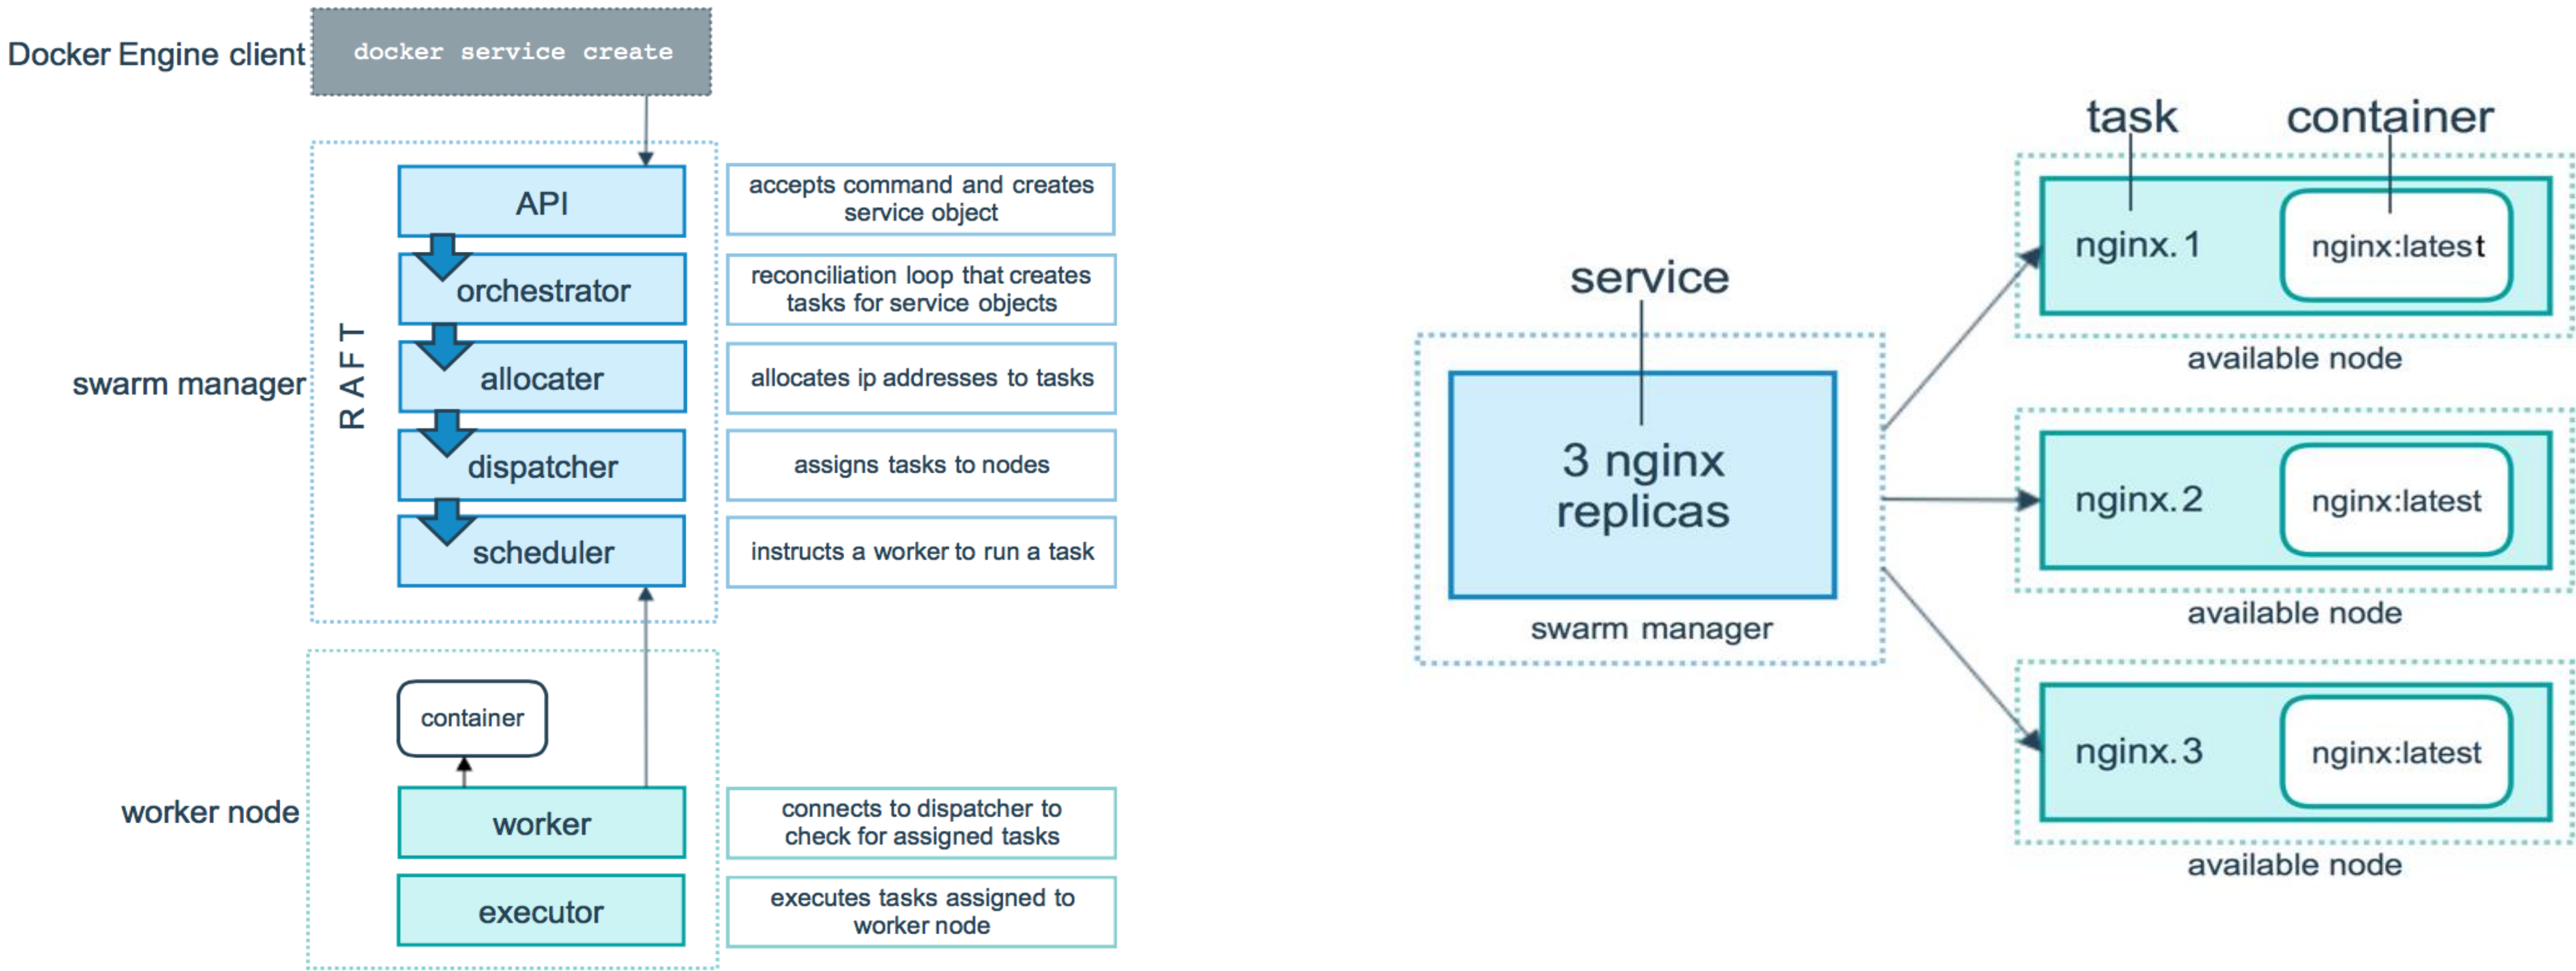 Docker Engine client
docker service create
swarm manager
RAFT
API
accepts command and creates
service object
orchestrator
reconciliation loop that creates
tasks for service objects
allocater
allocates ip addresses to tasks
dispatcher
assigns tasks to nodes
scheduler
instructs a worker to run a task
worker node
container
worker
connects to dispatcher to
check for assigned tasks
executor
executes tasks assigned to
worker node
service
3 nginx
replicas
swarm manager
task
container
nginx.1
nginx:latest
available node
nginx.2
nginx:latest
available node
nginx.3
nginx:latest
available node